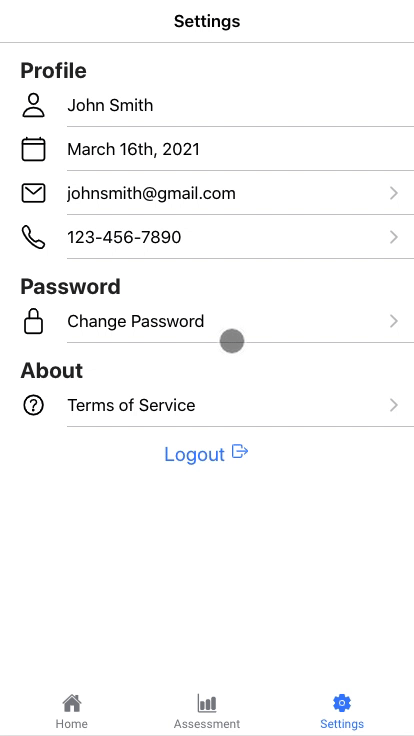 Settings
Profile
John Smith
March 16th, 2021
johnsmith@gmail.com
123-456-7890
Password
Change Password
About
Terms of Service
Logout
Home Assessment Settings